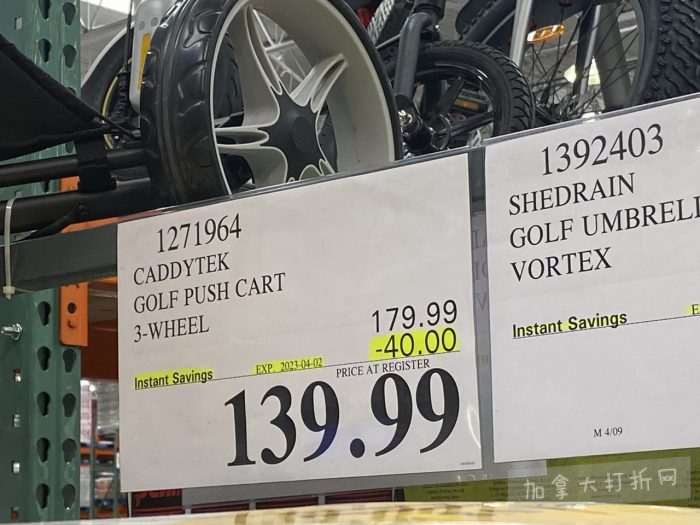 1271964
CADDYTEK
GOLF PUSH CART
3-WHEEL
179.99
-40.00
Instant Savings EXP. 2023-04-02
PRICE AT REGISTER
139.99
1392403
SHEDRAIN
GOLF UMBREL
VORTEX
Instant Savings E
M 4/09
加拿大打折网